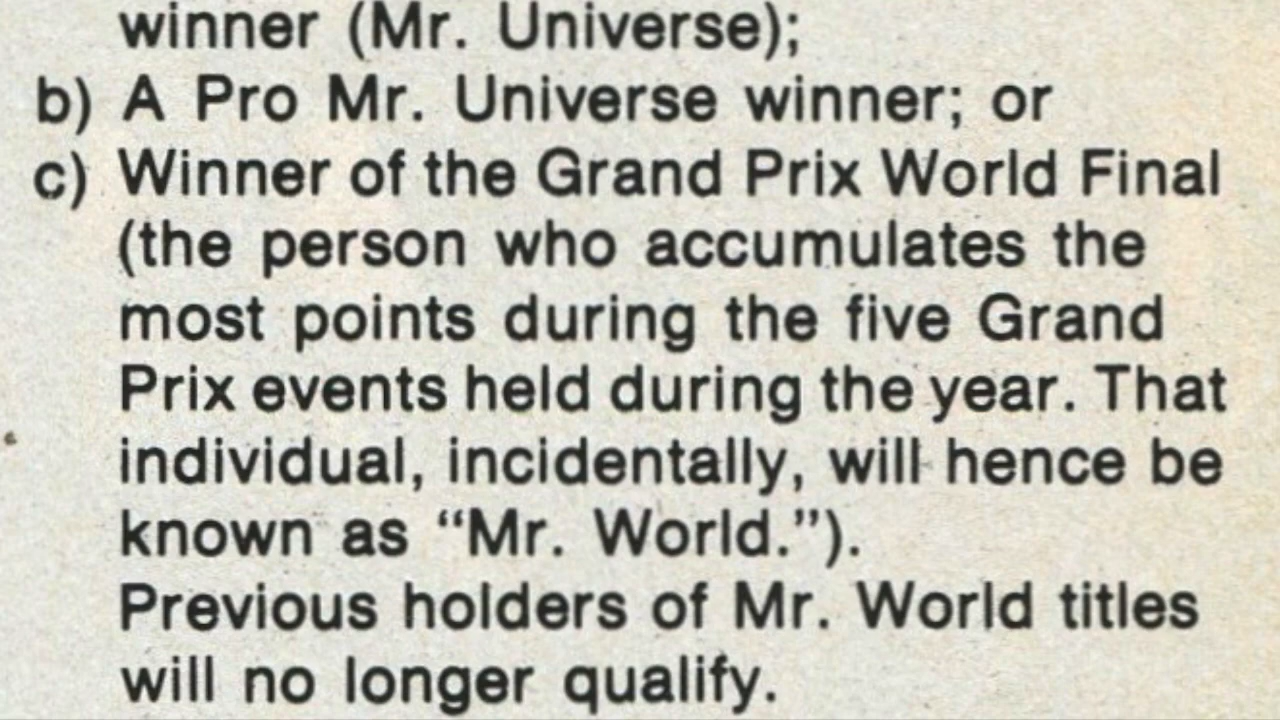 winner (Mr. Universe);
b) A Pro Mr. Universe winner; or
c) Winner of the Grand Prix World Final
(the person who accumulates the
most points during the five Grand
Prix events held during the year. That
individual, incidentally, will hence be
known as “Mr. World.”).
Previous holders of Mr. World titles
will no longer qualify.